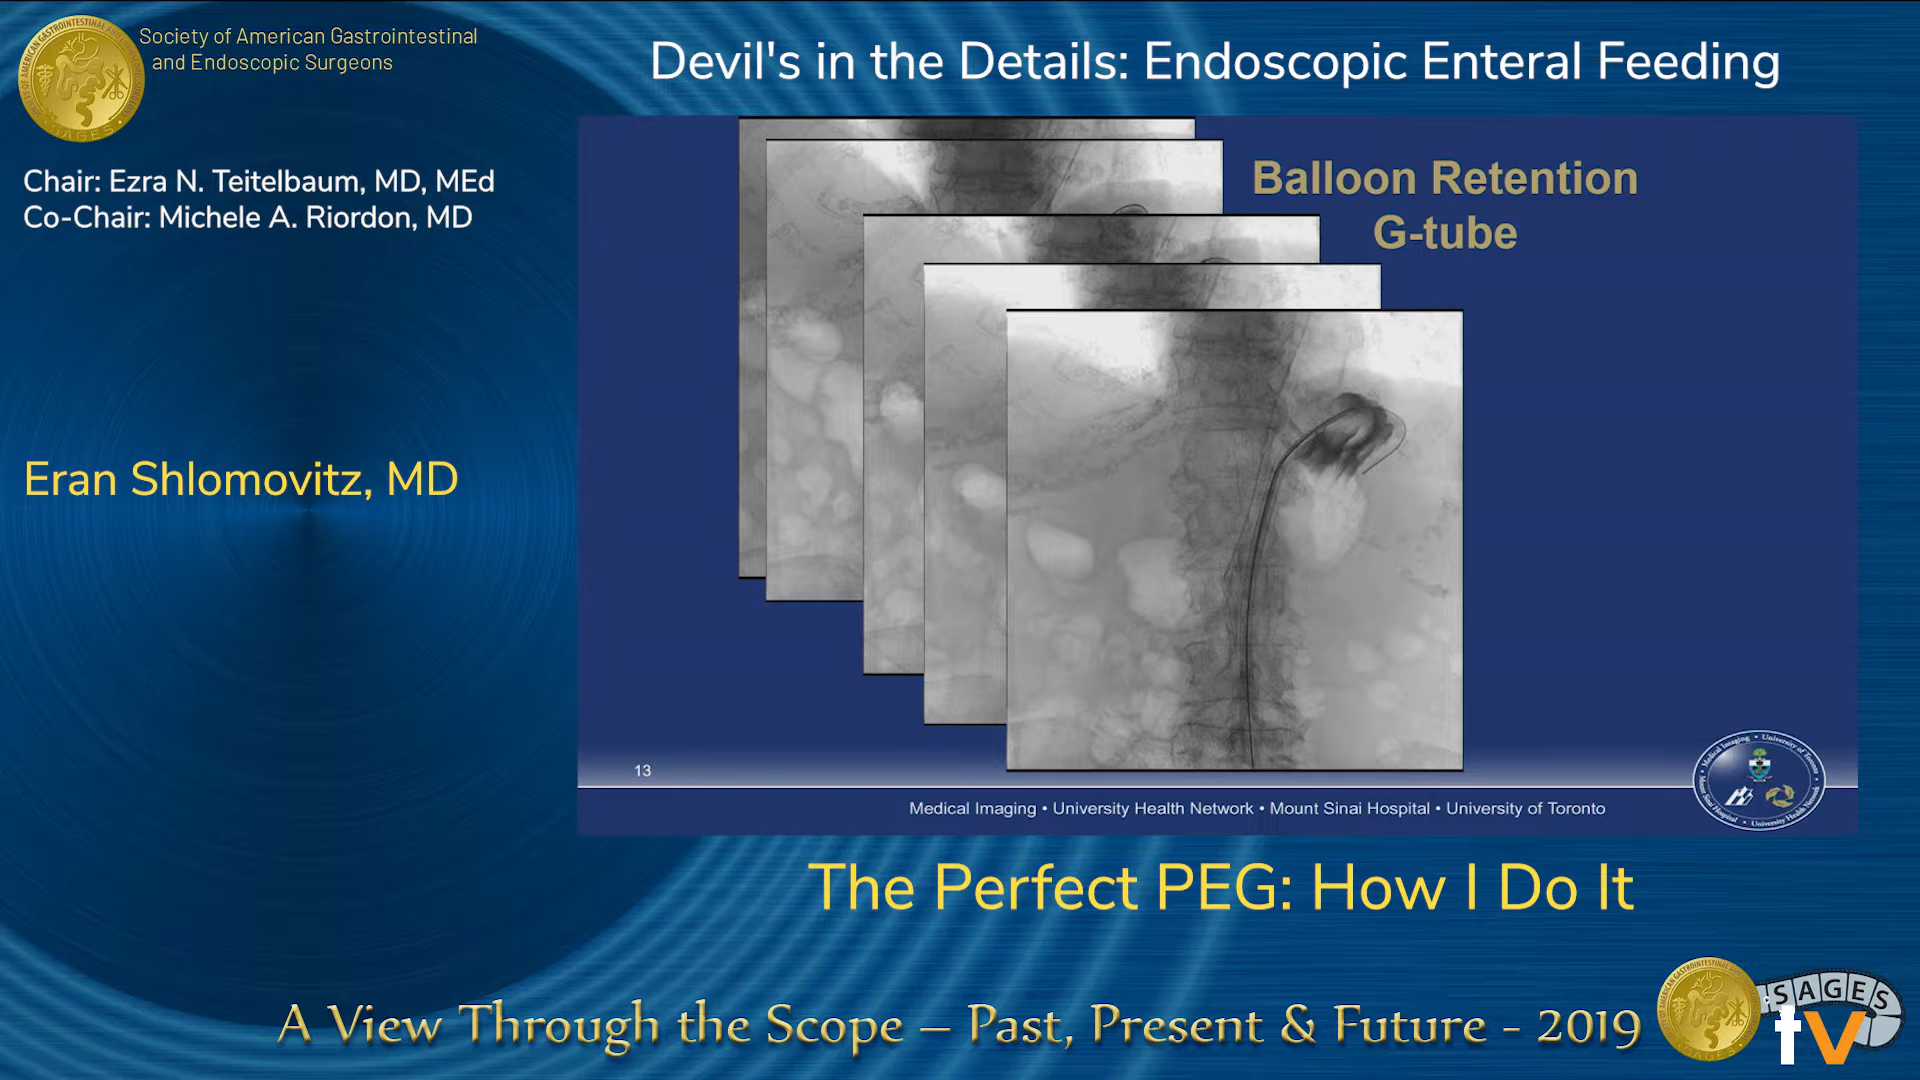 Society of American Gastrointestinal
and Endoscopic Surgeons
Devil's in the Details: Endoscopic Enteral Feeding
Chair: Ezra N. Teitelbaum, MD, MEd
Co-Chair: Michele A. Riordon, MD
Balloon Retention
G-tube
Eran Shlomovitz, MD
13
Medical Imaging • University Health Network • Mount Sinai Hospital • University of Toronto
The Perfect PEG: How I Do It
A View Through the Scope – Past, Present & Future - 2019
SAGES
tv